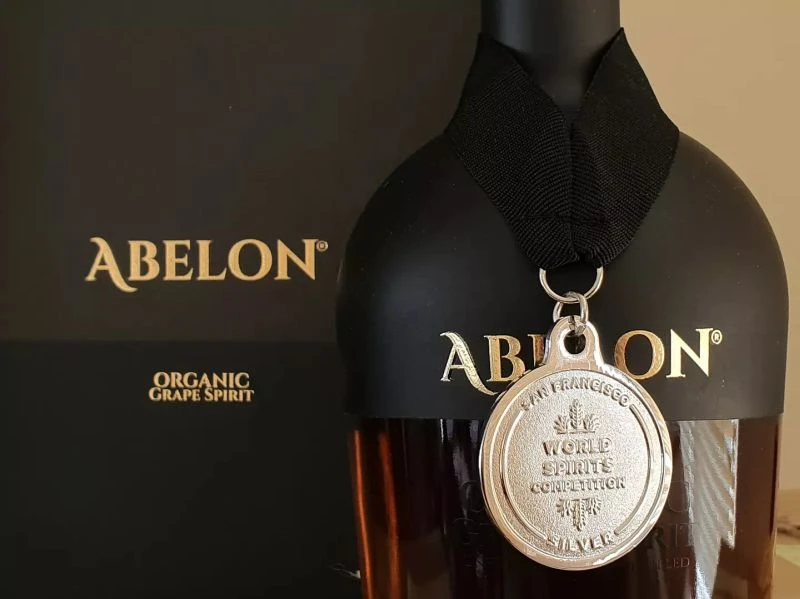 ABELON®
ORGANIC
GRAPE SPIRIT
ABELON®
SAN FRANCISCO
WORLD
SPIRITS
COMPETITION
SILVER